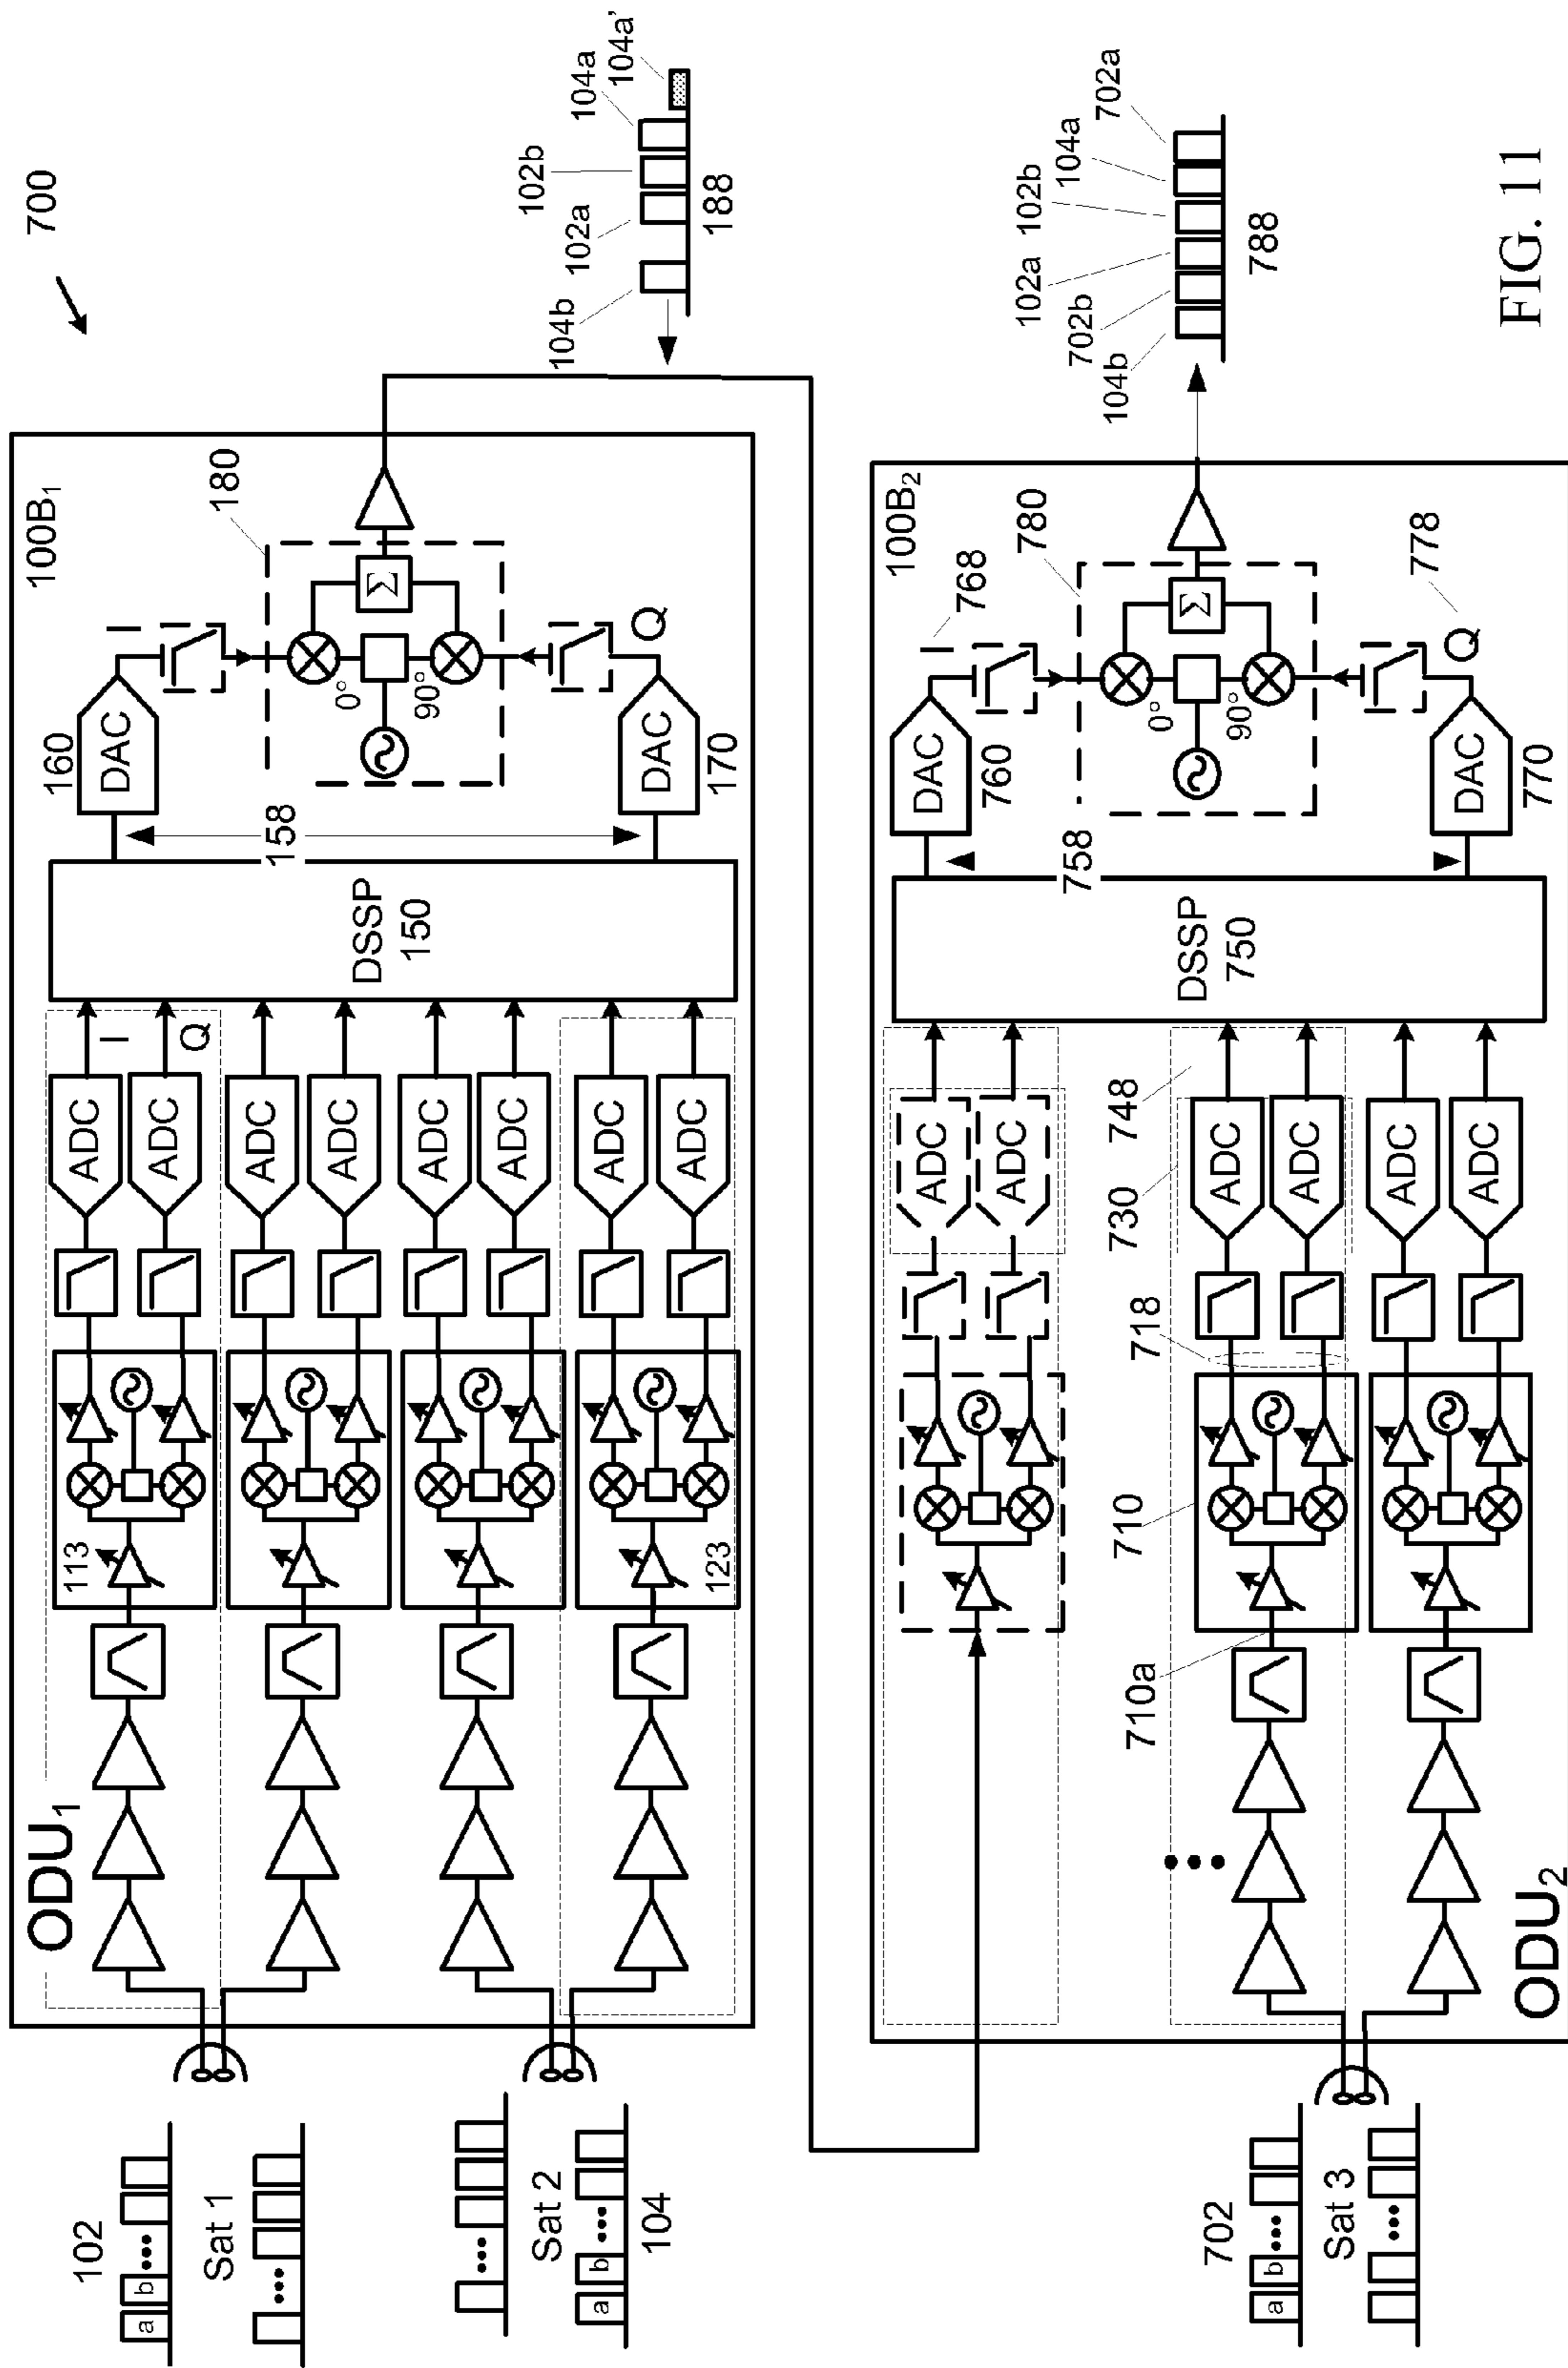 700
ODU1
100B1
102
a b •••
Sat 1
•••
•••
Sat 2
a b •••
104
113
123
ADC
ADC
ADC
ADC
ADC
ADC
ADC
ADC
I
Q
DSSP
150
158
160
DAC
I
180
0°
90°
Σ
Q
DAC
170
104b
102a
102b
104a
104a'
188
ODU2
100B2
702
a b •••
Sat 3
•••
•••
710a
710
718
730
748
ADC
ADC
ADC
ADC
ADC
ADC
DSSP
750
758
DAC
760
I
768
780
0°
90°
Σ
Q
778
DAC
770
104b
702b
102a
102b
104a
702a
788
FIG. 11